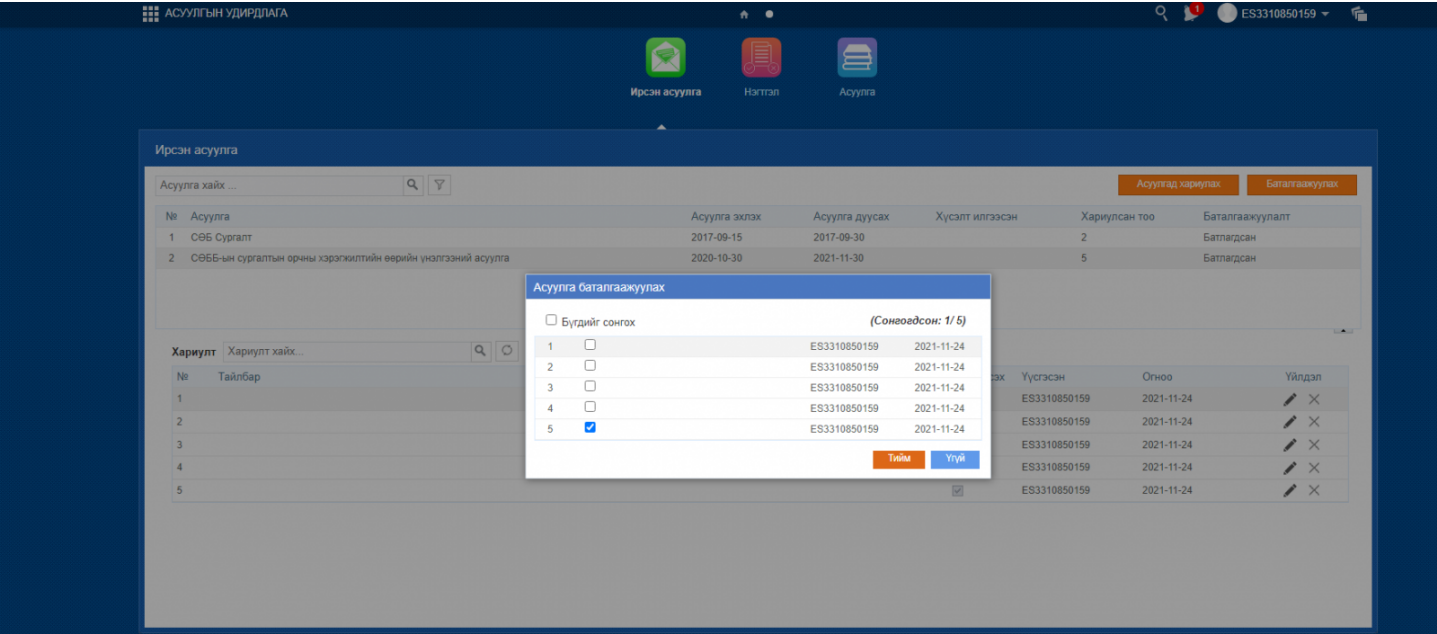 АСУУЛГЫН УДИРДЛАГА
1
ES3310850159
Ирсэн асуулга Нэгтгэл Асуулга
Ирсэн асуулга
Асуулга хайх ... Асуулгад хариулах Баталгаажуулах
№ Асуулга Асуулга эхлэх Асуулга дуусах Хүсэлт илгээсэн Хариулсан тоо Баталгаажуулалт
1 СӨБ Сургалт 2017-09-15 2017-09-30 2 Батлагдсан
2 СӨББ-ын сургалтын орчны хэрэгжилтийн өөрийн үнэлгээний асуулга 2020-10-30 2021-11-30 5 Батлагдсан
Асуулга баталгаажуулах
Бүгдийг сонгох (Сонгогдсон: 1/ 5)
1 ES3310850159 2021-11-24
2 ES3310850159 2021-11-24
3 ES3310850159 2021-11-24
4 ES3310850159 2021-11-24
5 ES3310850159 2021-11-24
Тийм Үгүй
Хариулт Хариулт хайх...
№ Тайлбар Үүсгэсэн Огноо Үйлдэл
1 ES3310850159 2021-11-24
2 ES3310850159 2021-11-24
3 ES3310850159 2021-11-24
4 ES3310850159 2021-11-24
5 ES3310850159 2021-11-24